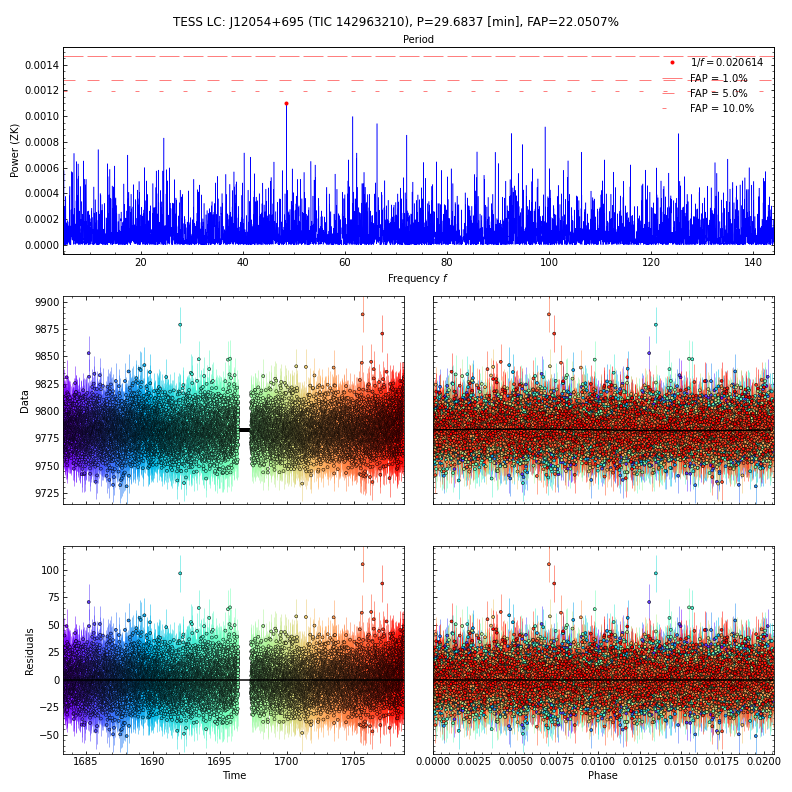 TESS LC: J12054+695 (TIC 142963210), P=29.6837 [min], FAP=22.0507%
Period
0.0014
0.0012
0.0010
0.0008
0.0006
0.0004
0.0002
0.0000
Power (ZK)
1/f = 0.020614
FAP = 1.0%
FAP = 5.0%
FAP = 10.0%
20 40 60 80 100 120 140
Frequency f
9900
9875
9850
9825
9800
9775
9750
9725
Data
100
75
50
25
0
−25
−50
Residuals
1685 1690 1695 1700 1705
Time
0.0000 0.0025 0.0050 0.0075 0.0100 0.0125 0.0150 0.0175 0.0200
Phase